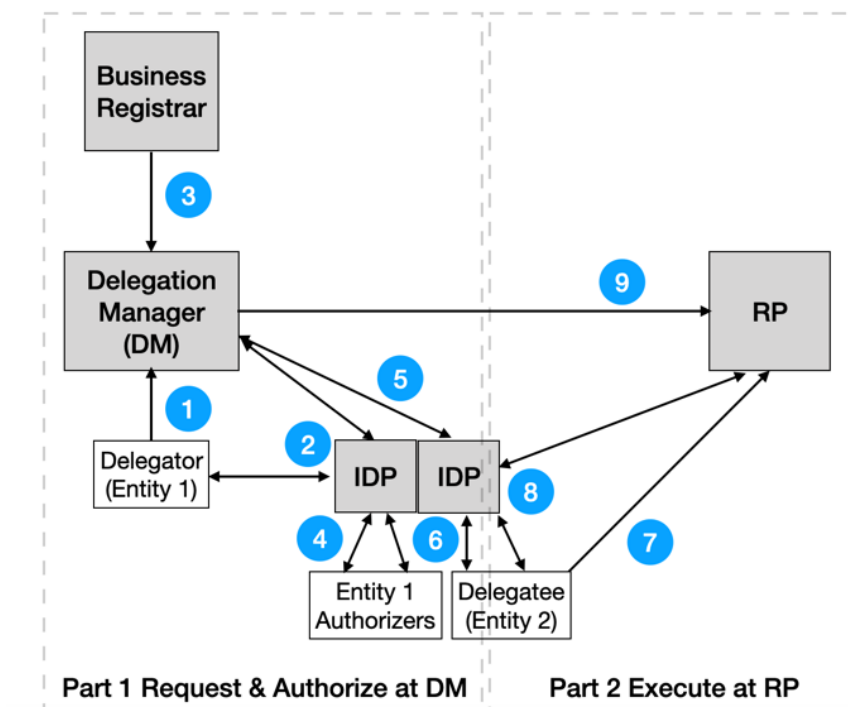 Business
Registrar
3
Delegation
Manager
(DM)
9
RP
5
1
2
Delegator
(Entity 1)
IDP
IDP
8
4
6
7
Entity 1
Authorizers
Delegatee
(Entity 2)
Part 1 Request & Authorize at DM
Part 2 Execute at RP